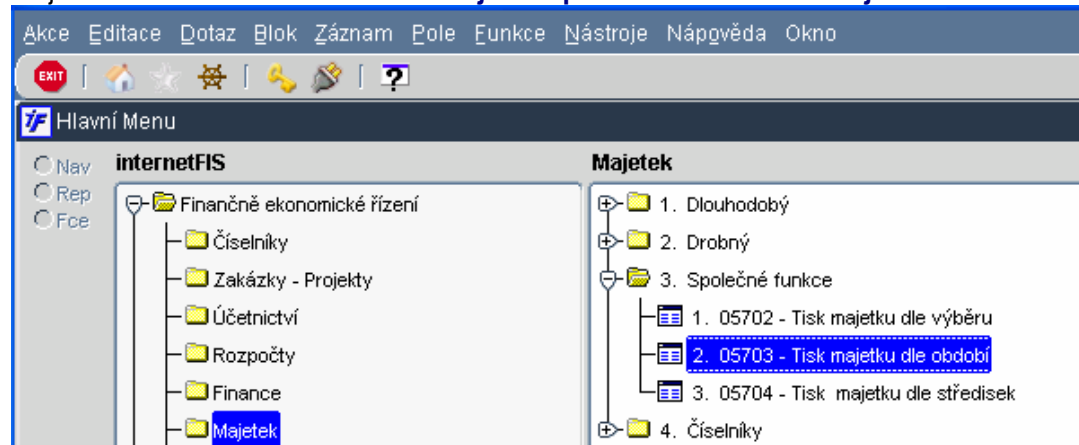 Akce Editace Dotaz Blok Záznam Pole Funkce Nástroje Nápověda Okno
EXIT
Hlavní Menu
Nav
Rep
Fce
internetFIS
Finančně ekonomické řízení
Číselníky
Zakázky - Projekty
Účetnictví
Rozpočty
Finance
Majetek
Majetek
1. Dlouhodobý
2. Drobný
3. Společné funkce
1. 05702 - Tisk majetku dle výběru
2. 05703 - Tisk majetku dle období
3. 05704 - Tisk majetku dle středisek
4. Číselníky